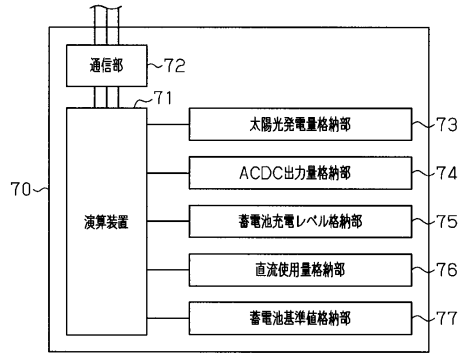 通信部
72
71
太陽光発電量格納部
73
ACDC出力量格納部
74
70
演算装置
蓄電池充電レベル格納部
75
直流使用量格納部
76
蓄電池基準値格納部
77